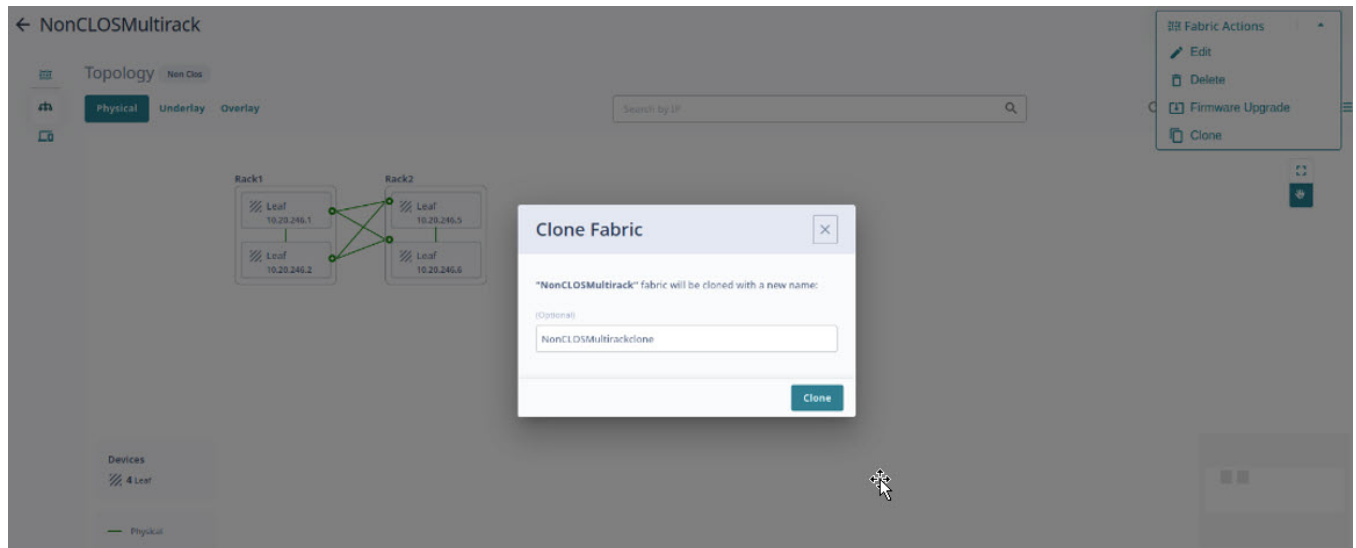 ← NonCLOSMultirack
Fabric Actions
Edit
Delete
Firmware Upgrade
Clone
Topology Non Clos
Physical Underlay Overlay
Search by IP
Rack1 Rack2
Leaf
10.20.246.1
Leaf
10.20.246.5
Leaf
10.20.246.2
Leaf
10.20.246.6
Clone Fabric
"NonCLOSMultirack" fabric will be cloned with a new name:
(Optional)
NonCLOSMultirackclone
Clone
Devices
4 Leaf
Physical